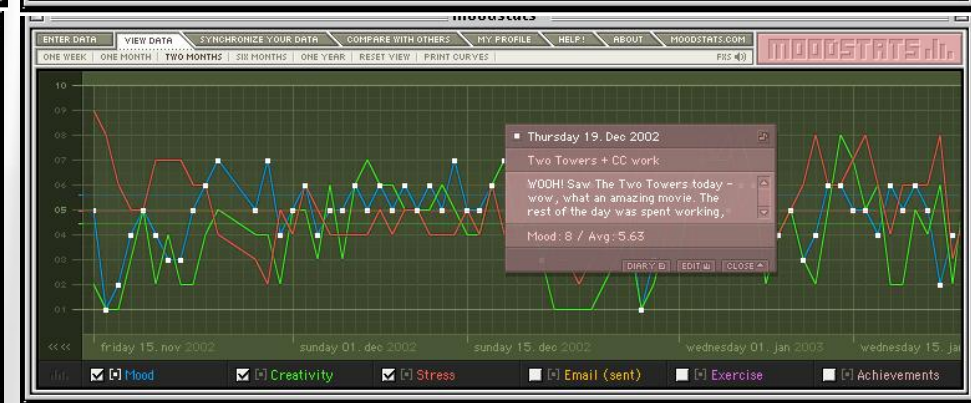 moodstats
ENTER DATA VIEW DATA SYNCHRONIZE YOUR DATA COMPARE WITH OTHERS MY PROFILE HELP! ABOUT MOODSTATS.COM
MOODSTATS
ONE WEEK | ONE MONTH | TWO MONTHS | SIX MONTHS | ONE YEAR | RESET VIEW | PRINT CURVES |
FXS
10
09
08
07
06
05
04
03
02
01
Thursday 19. Dec 2002
Two Towers + CC work
WOOH! Saw The Two Towers today -
wow, what an amazing movie. The
rest of the day was spent working,
Mood: 8 / Avg: 5.63
DIARY EDIT CLOSE
<< << friday 15. nov 2002 sunday 01. dec 2002 sunday 15. dec 2002 wednesday 01. jan 2003 wednesday 15. ja
Mood Creativity Stress Email (sent) Exercise Achievements